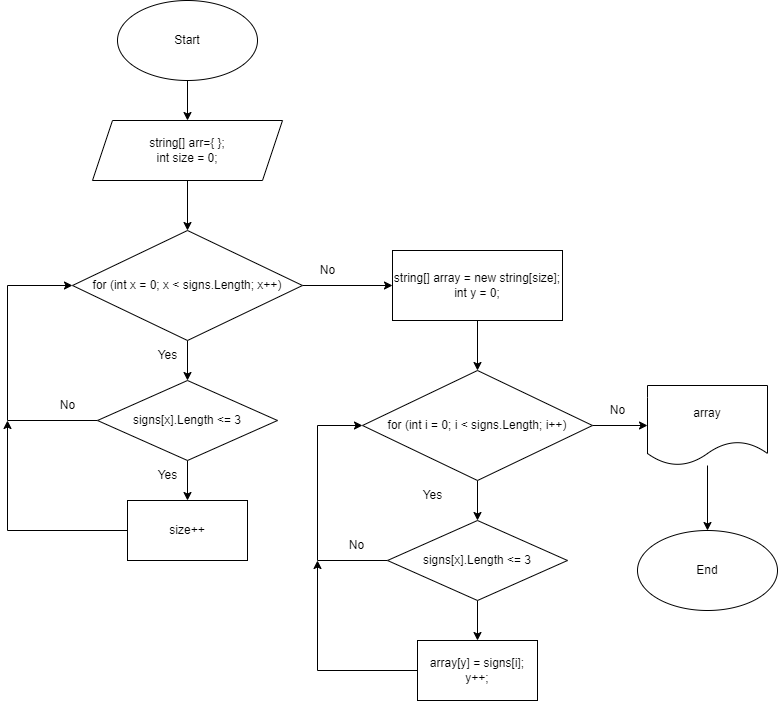 Start
string[] arr={ };
int size = 0;
for (int x = 0; x < signs.Length; x++)
No
string[] array = new string[size];
int y = 0;
Yes
signs[x].Length <= 3
No
Yes
size++
for (int i = 0; i < signs.Length; i++)
No
array
Yes
signs[x].Length <= 3
No
array[y] = signs[i];
y++;
End